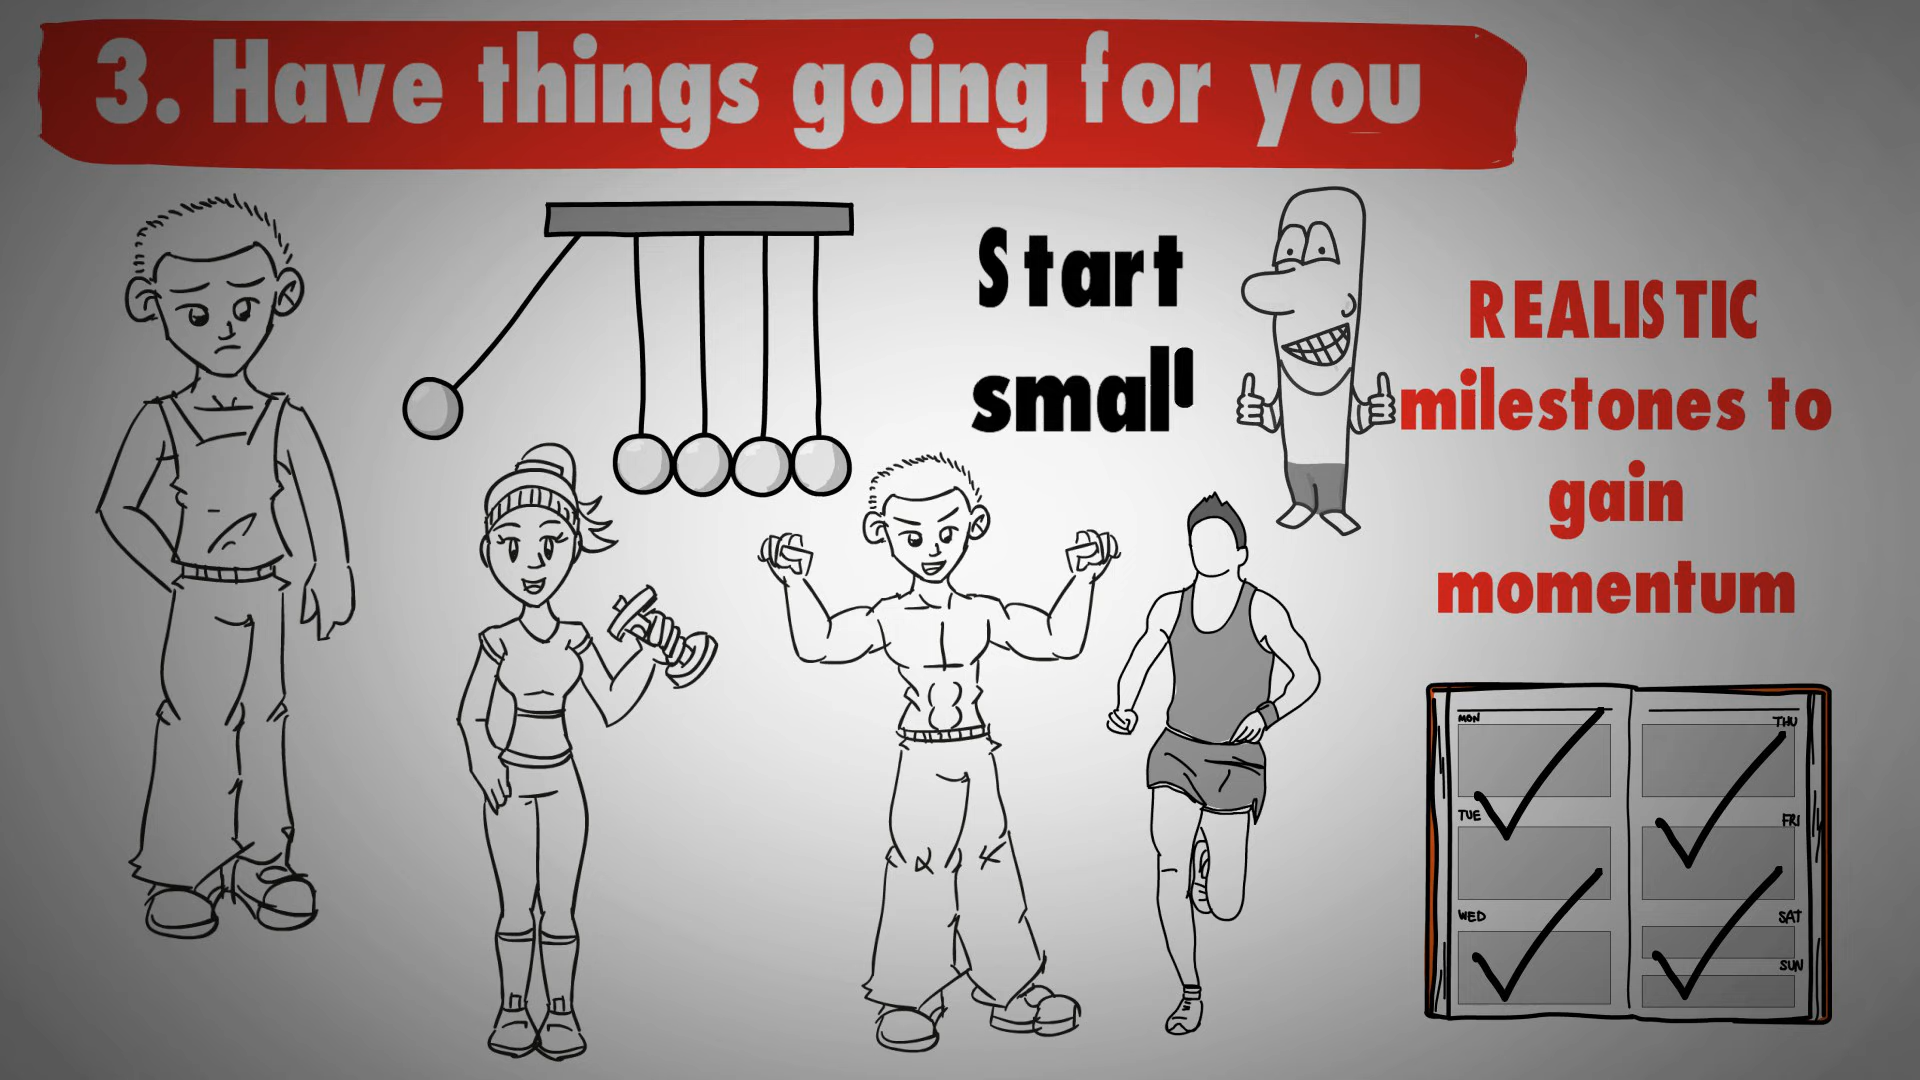 3. Have things going for you
Start
small
REALISTIC
milestones to
gain
momentum
MON
THU
TUE
FRI
WED
SAT
SUN